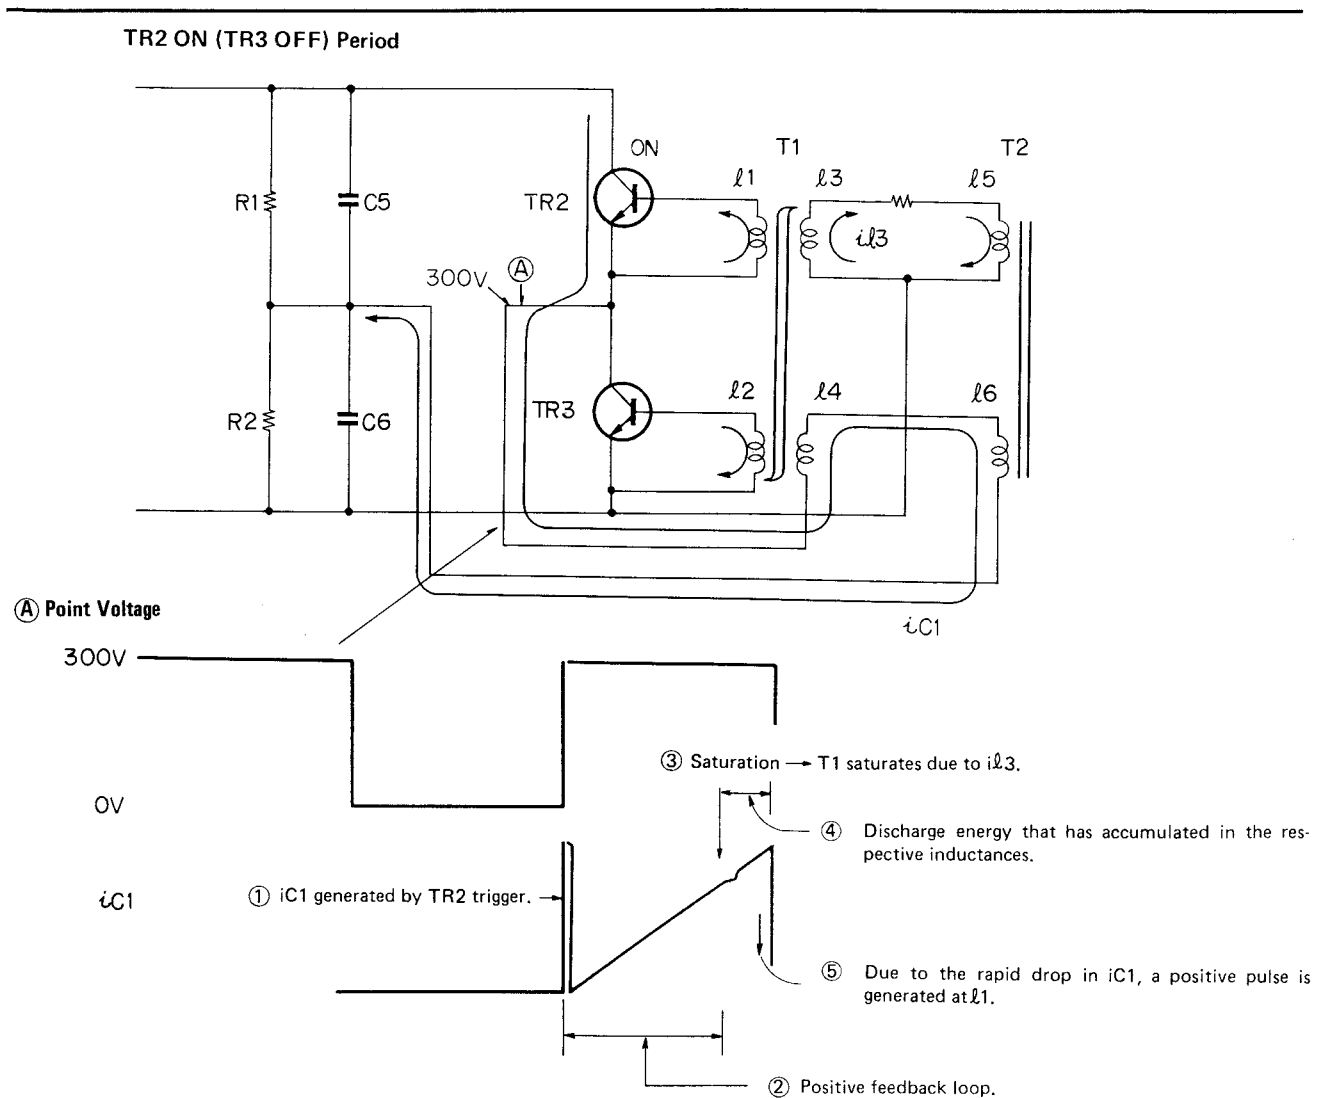 TR2 ON (TR3 OFF) Period
ON
T1
T2
R1
C5
TR2
ℓ1
ℓ3
ℓ5
iℓ3
300V
Ⓐ
R2
C6
TR3
ℓ2
ℓ4
ℓ6
iC1
Ⓐ Point Voltage
300V
0V
③ Saturation → T1 saturates due to iℓ3.
④ Discharge energy that has accumulated in the res-
pective inductances.
iC1
① iC1 generated by TR2 trigger.
⑤ Due to the rapid drop in iC1, a positive pulse is
generated at ℓ1.
② Positive feedback loop.